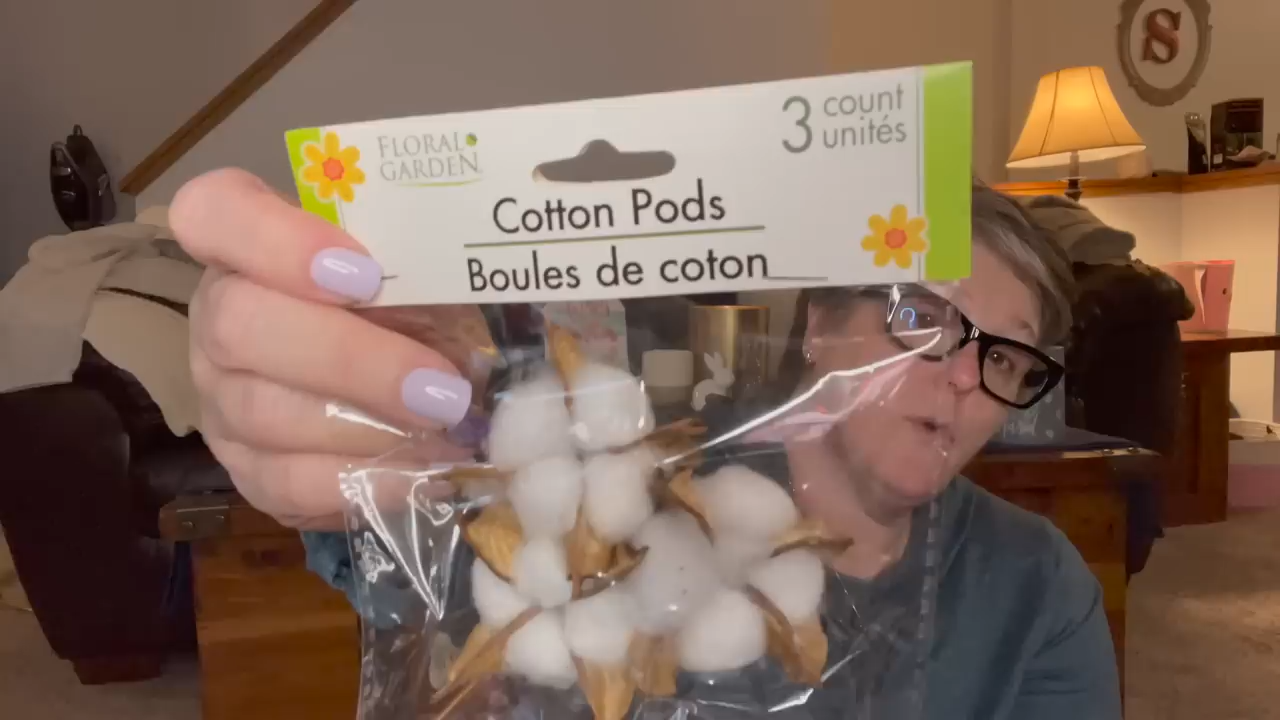 FLORAL
GARDEN
3 count
unités
Cotton Pods
Boules de coton
S